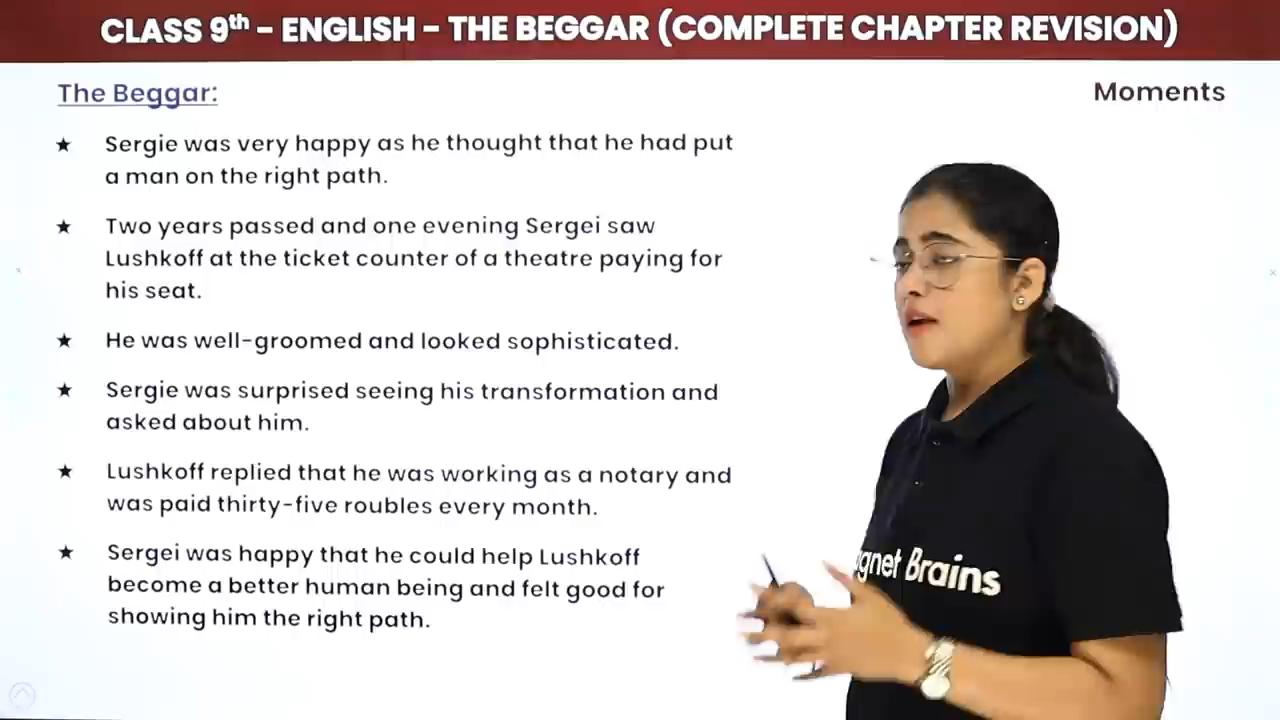 CLASS 9th – ENGLISH – THE BEGGAR (COMPLETE CHAPTER REVISION)
The Beggar:
Moments
★ Sergie was very happy as he thought that he had put
a man on the right path.
★ Two years passed and one evening Sergei saw
Lushkoff at the ticket counter of a theatre paying for
his seat.
★ He was well-groomed and looked sophisticated.
★ Sergie was surprised seeing his transformation and
asked about him.
★ Lushkoff replied that he was working as a notary and
was paid thirty-five roubles every month.
★ Sergei was happy that he could help Lushkoff
become a better human being and felt good for
showing him the right path.
gnet Brains